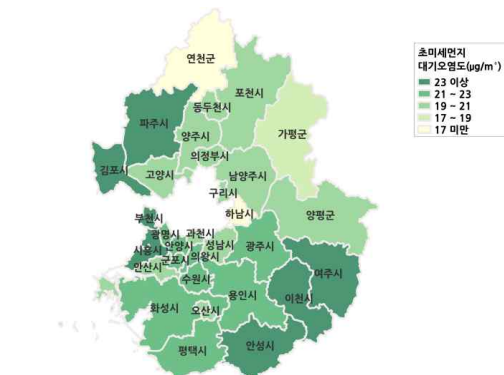 초미세먼지
대기오염도(µg/m³)
23 이상
21 ~ 23
19 ~ 21
17 ~ 19
17 미만
연천군
포천시
동두천시
파주시
양주시
가평군
의정부시
김포시
고양시
남양주시
구리시
하남시
양평군
부천시
광명시
과천시
시흥시
안양시
성남시
광주시
군포시
의왕시
안산시
여주시
수원시
용인시
이천시
화성시
오산시
평택시
안성시